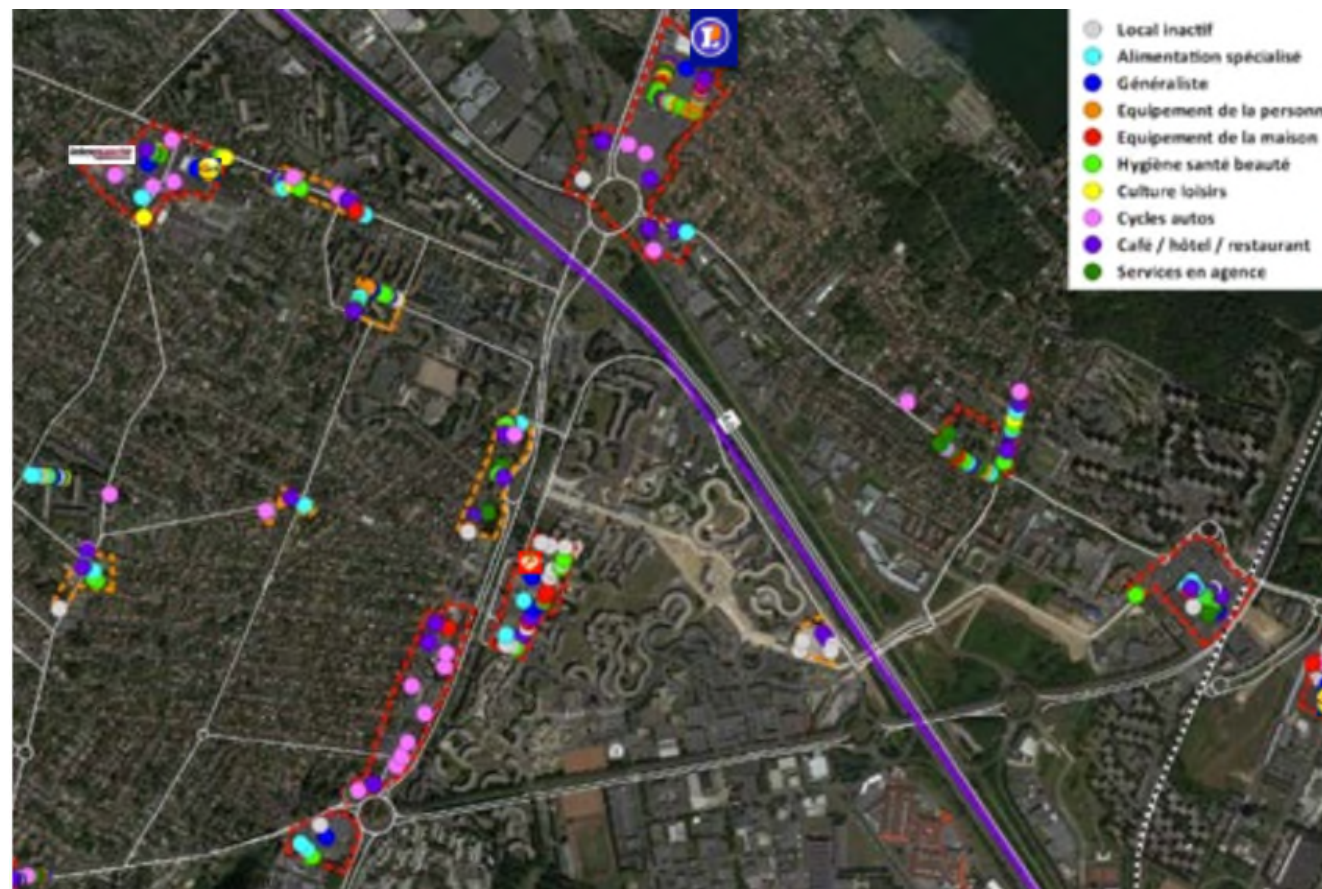 Local inactif
Alimentation spécialisé
Généraliste
Equipement de la personn
Equipement de la maison
Hygiène santé beauté
Culture loisirs
Cycles autos
Café / hôtel / restaurant
Services en agence
L